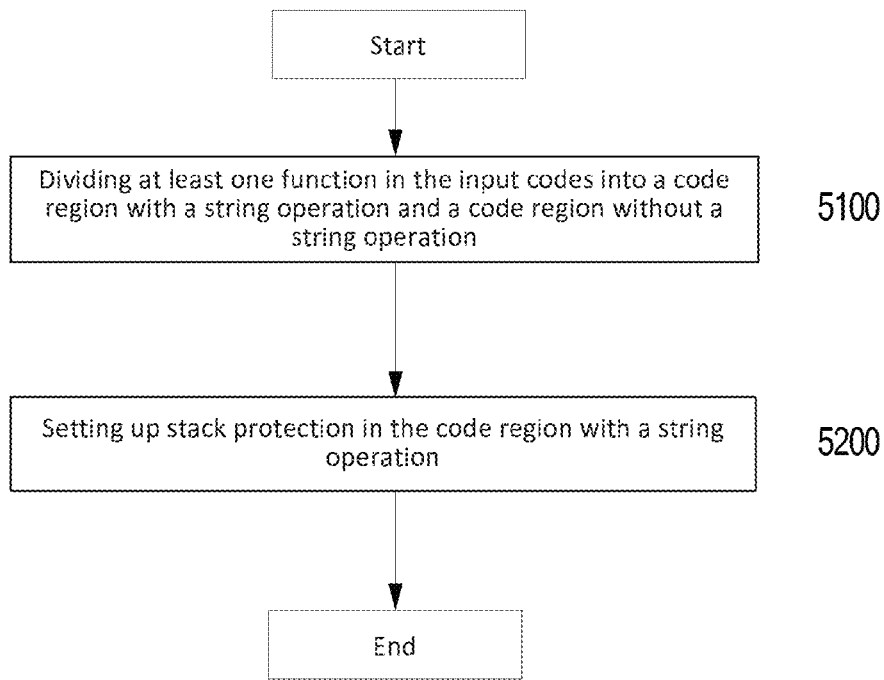 Start
Dividing at least one function in the input codes into a code
region with a string operation and a code region without a
string operation
5100
Setting up stack protection in the code region with a string
operation
5200
End